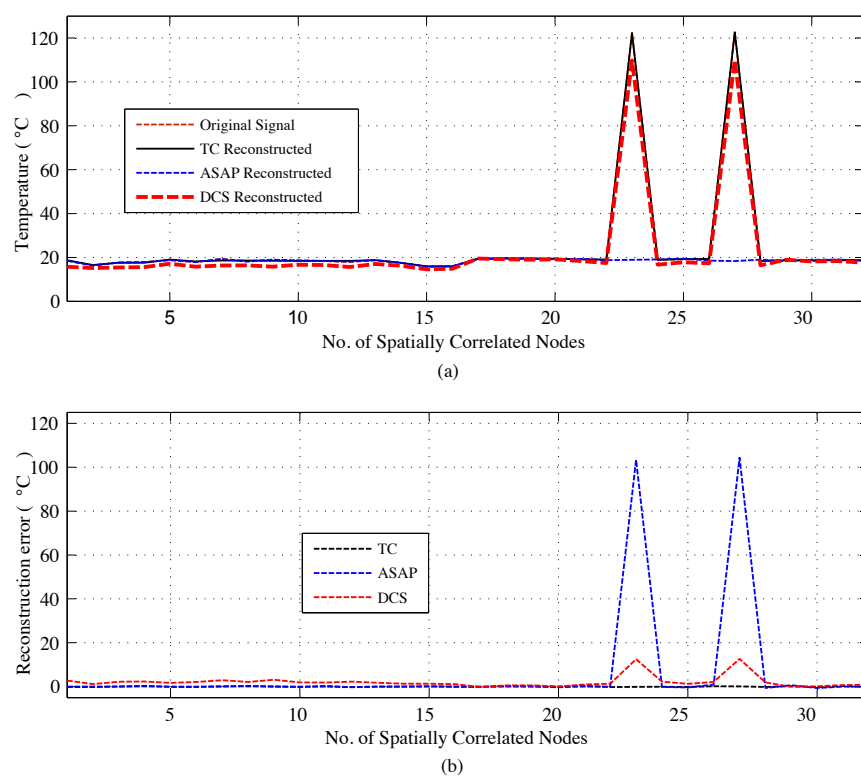 120
100
80
60
40
20
0
Temperature ( °C )
Original Signal
TC Reconstructed
ASAP Reconstructed
DCS Reconstructed
5 10 15 20 25 30
No. of Spatially Correlated Nodes
(a)
120
100
80
60
40
20
0
Reconstruction error ( °C )
TC
ASAP
DCS
5 10 15 20 25 30
No. of Spatially Correlated Nodes
(b)